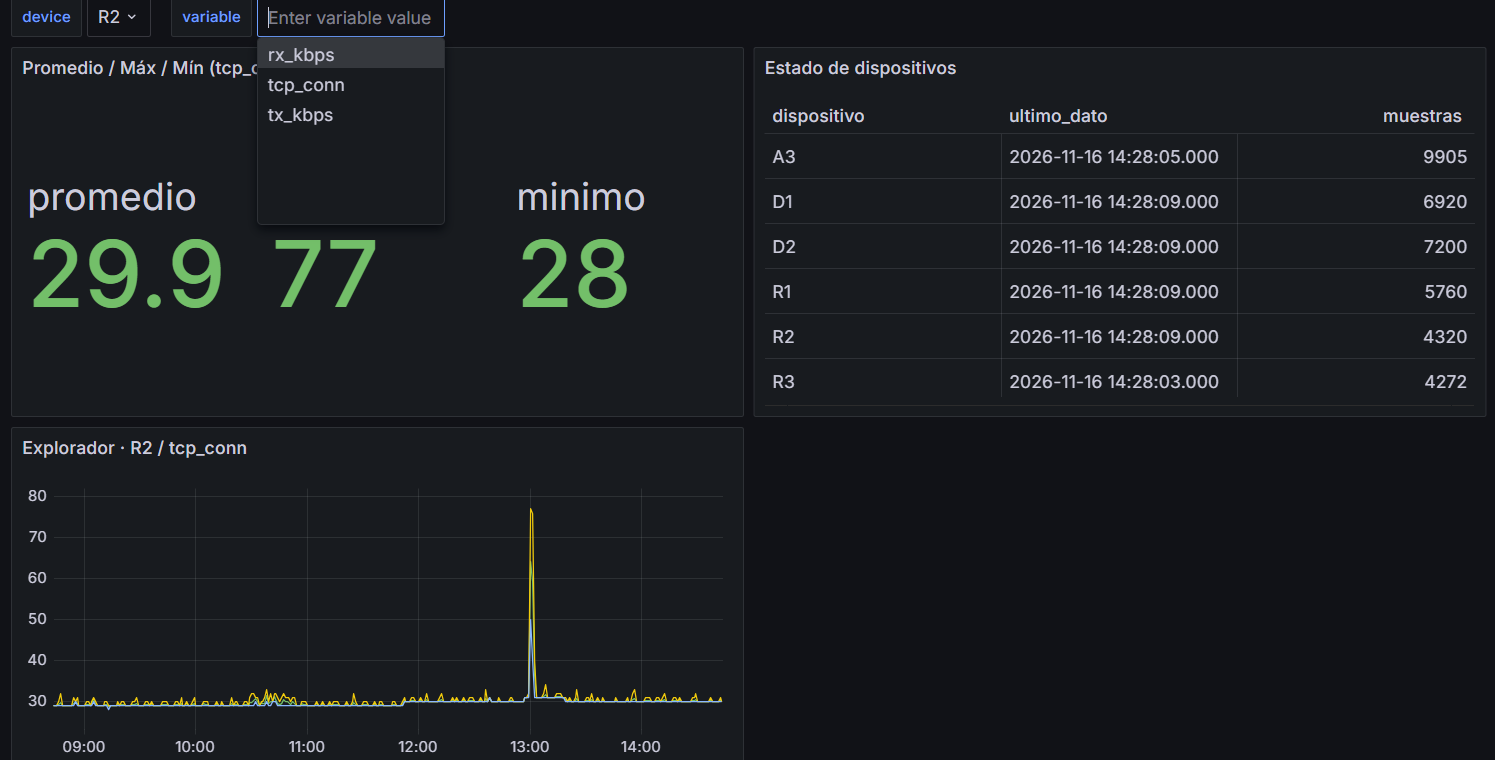 device R2 variable Enter variable value
rx_kbps
tcp_conn
tx_kbps
Promedio / Máx / Mín (tcp_c
promedio minimo
29.9 77 28
Estado de dispositivos
dispositivo ultimo_dato muestras
A3 2026-11-16 14:28:05.000 9905
D1 2026-11-16 14:28:09.000 6920
D2 2026-11-16 14:28:09.000 7200
R1 2026-11-16 14:28:09.000 5760
R2 2026-11-16 14:28:09.000 4320
R3 2026-11-16 14:28:03.000 4272
Explorador · R2 / tcp_conn
80
70
60
50
40
30
09:00 10:00 11:00 12:00 13:00 14:00